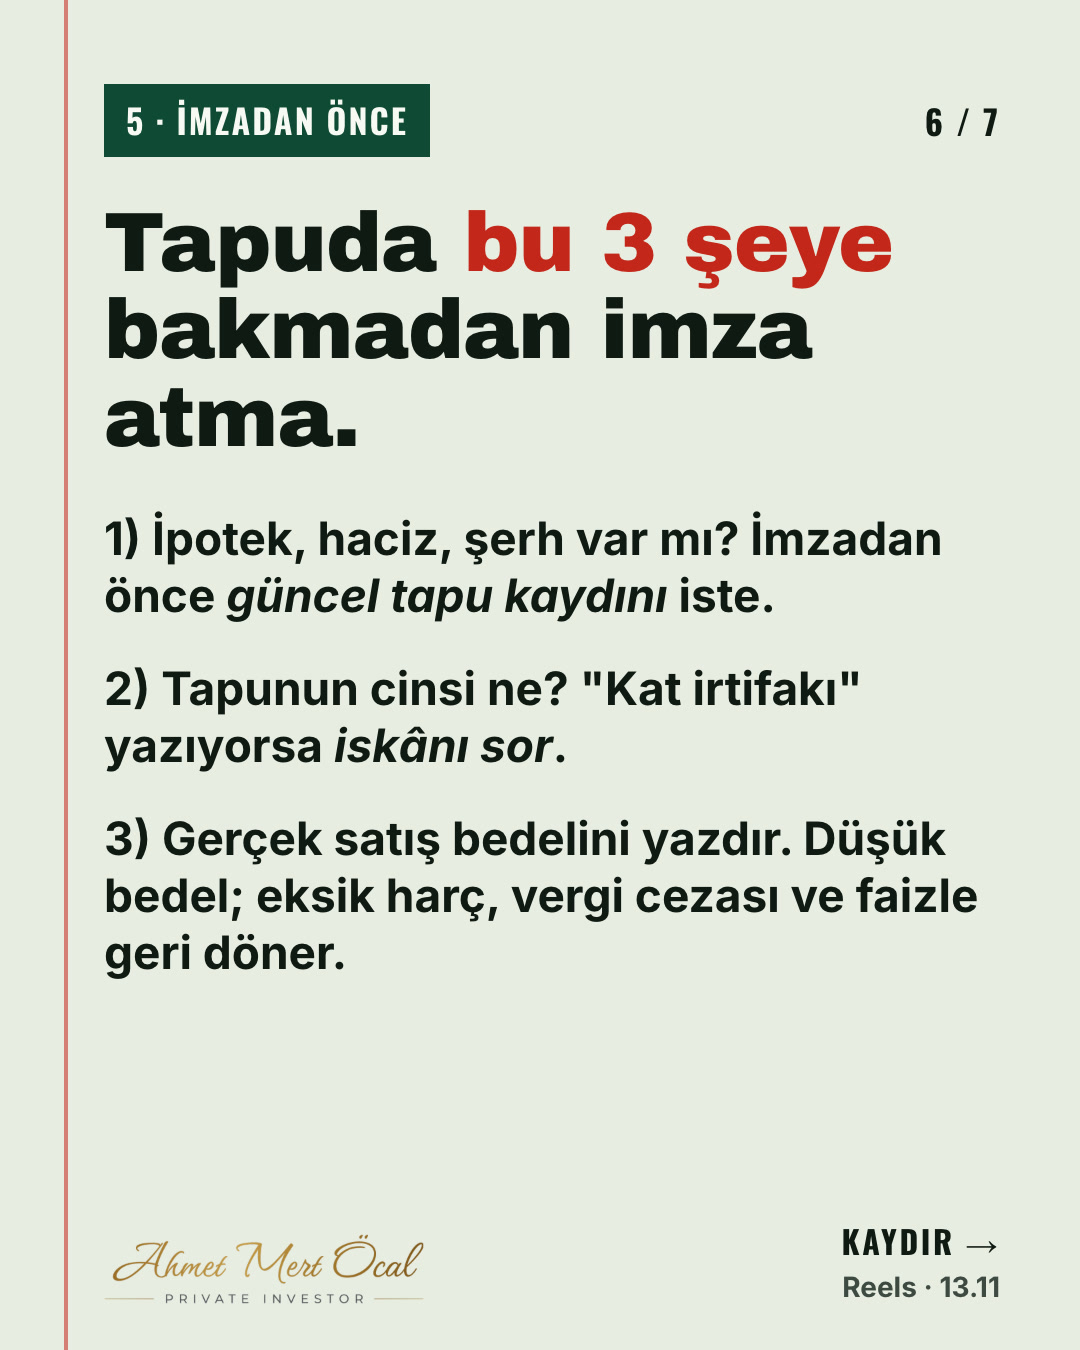 5 · İMZADAN ÖNCE
6 / 7
Tapuda bu 3 şeye
bakmadan imza
atma.
1) İpotek, haciz, şerh var mı? İmzadan
önce güncel tapu kaydını iste.
2) Tapunun cinsi ne? "Kat irtifakı"
yazıyorsa iskânı sor.
3) Gerçek satış bedelini yazdır. Düşük
bedel; eksik harç, vergi cezası ve faizle
geri döner.
Ahmet Mert Öcal
PRIVATE INVESTOR
KAYDIR →
Reels · 13.11